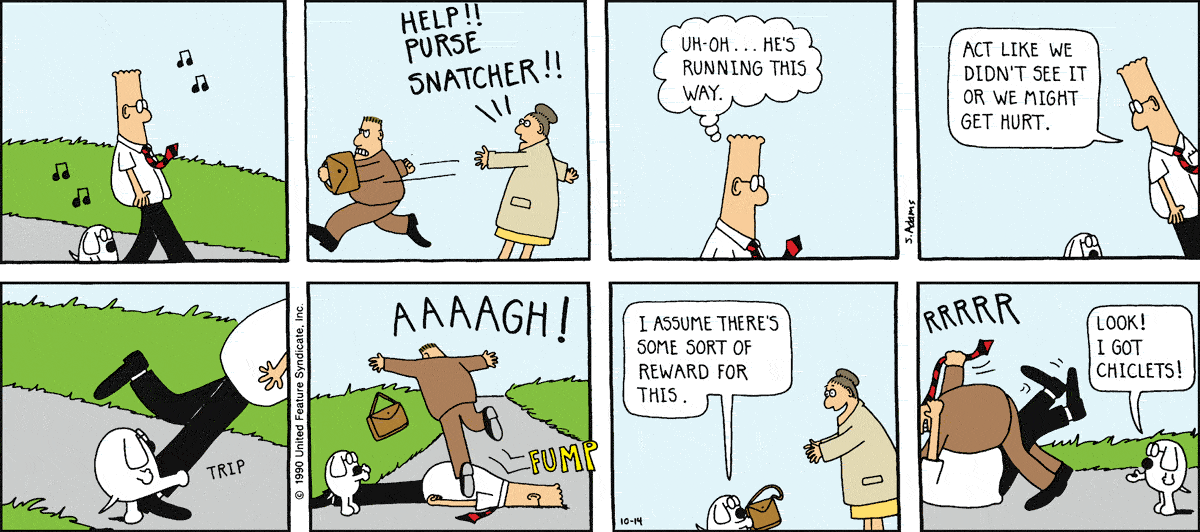 HELP!!
PURSE
SNATCHER!!
UH-OH... HE'S
RUNNING THIS
WAY.
ACT LIKE WE
DIDN'T SEE IT
OR WE MIGHT
GET HURT.
S. Adams
TRIP
© 1990 United Feature Syndicate, Inc.
AAAAGH!
FUMP
I ASSUME THERE'S
SOME SORT OF
REWARD FOR
THIS.
10-14
RRRRR
LOOK!
I GOT
CHICLETS!